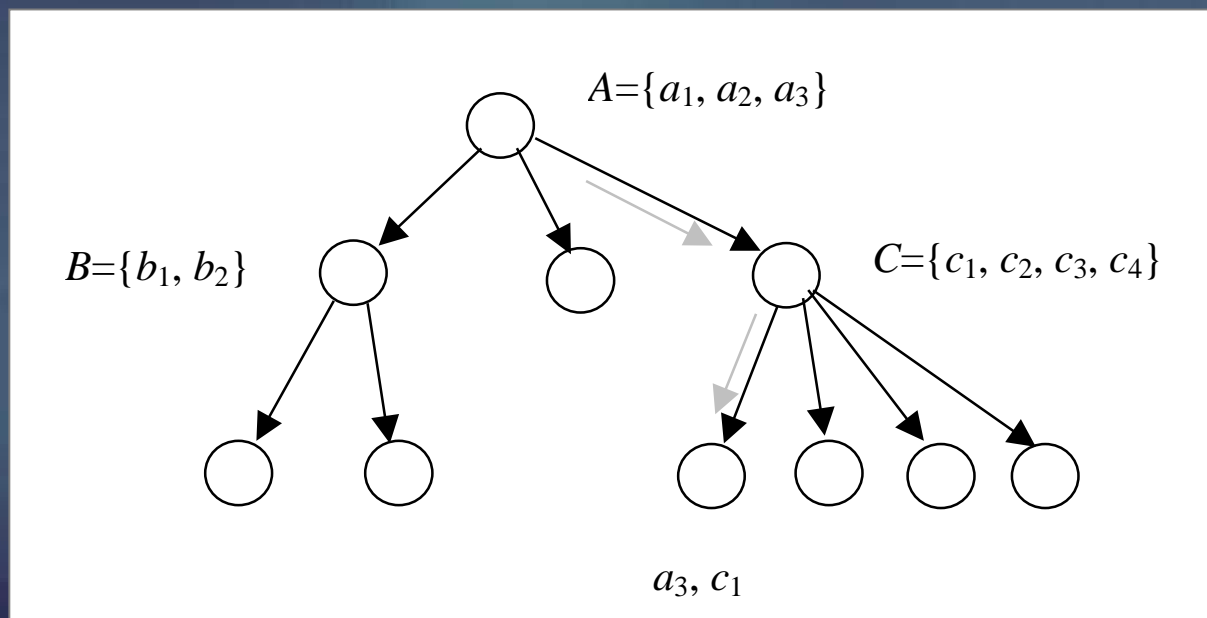 A={a₁, a₂, a₃}
B={b₁, b₂}
C={c₁, c₂, c₃, c₄}
a₃, c₁